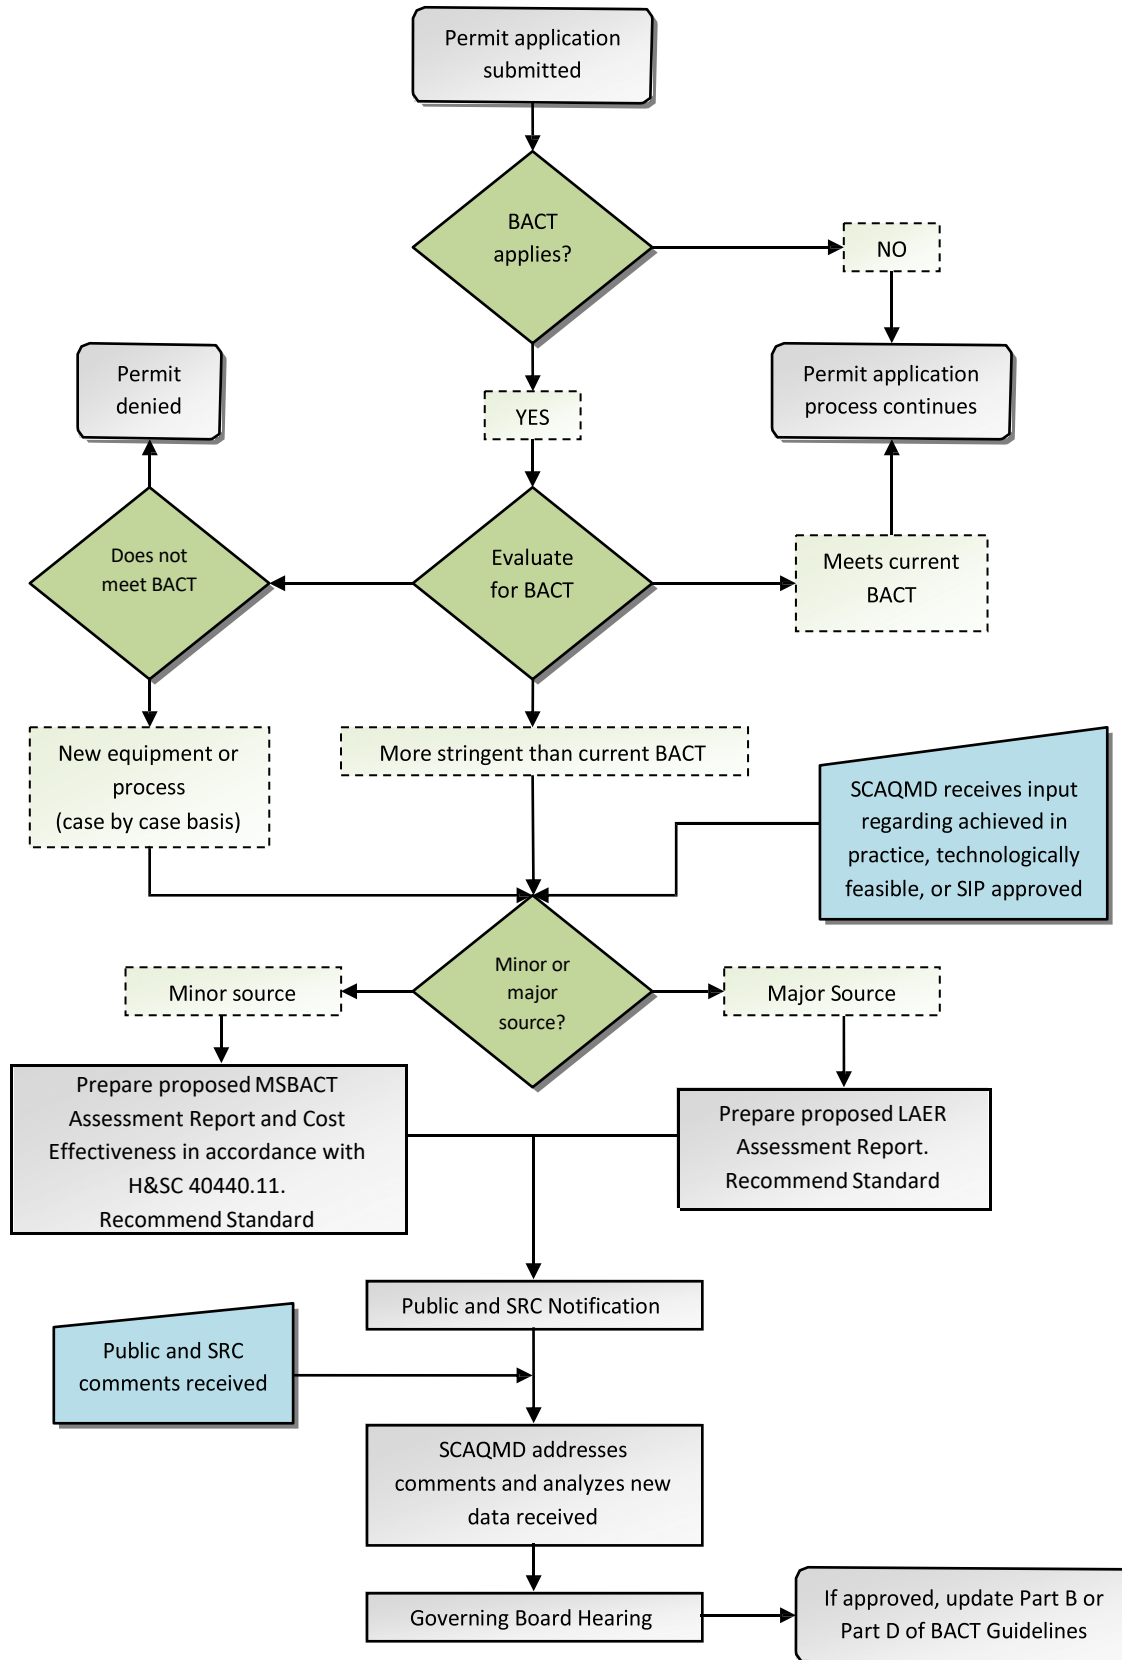 Permit application
submitted
BACT
applies?
NO
Permit
denied
YES
Permit application
process continues
Does not
meet BACT
Evaluate
for BACT
Meets current
BACT
New equipment or
process
(case by case basis)
More stringent than current BACT
SCAQMD receives input
regarding achieved in
practice, technologically
feasible, or SIP approved
Minor source
Minor or
major
source?
Major Source
Prepare proposed MSBACT
Assessment Report and Cost
Effectiveness in accordance with
H&SC 40440.11.
Recommend Standard
Prepare proposed LAER
Assessment Report.
Recommend Standard
Public and SRC Notification
Public and SRC
comments received
SCAQMD addresses
comments and analyzes new
data received
Governing Board Hearing
If approved, update Part B or
Part D of BACT Guidelines